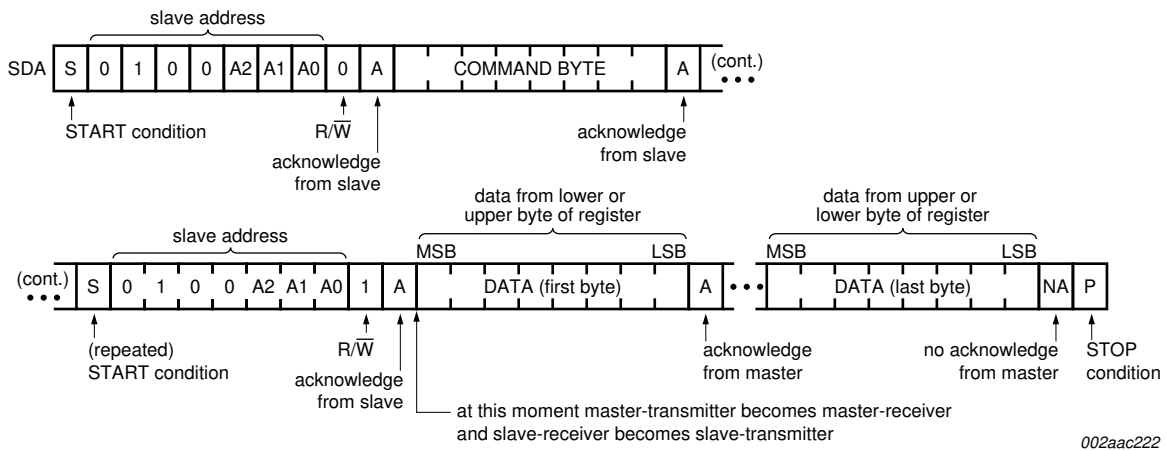 slave address
SDA S 0 1 0 0 A2 A1 A0 0 A COMMAND BYTE A (cont.)
START condition R/W̅ acknowledge
acknowledge from slave
from slave
data from lower or data from upper or
upper byte of register lower byte of register
slave address MSB LSB MSB LSB
(cont.) S 0 1 0 0 A2 A1 A0 1 A DATA (first byte) A DATA (last byte) NA P
(repeated) R/W̅ acknowledge no acknowledge STOP
START condition acknowledge from master from master condition
from slave
at this moment master-transmitter becomes master-receiver
and slave-receiver becomes slave-transmitter
002aac222